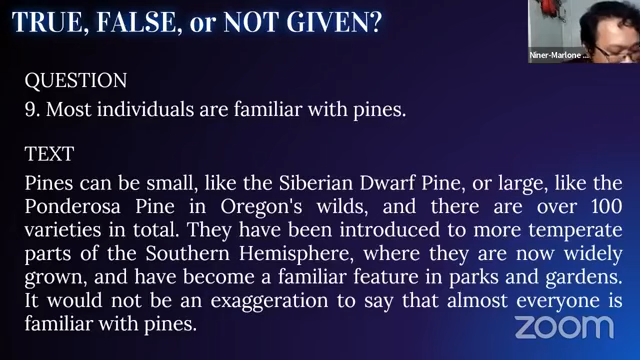 TRUE, FALSE, or NOT GIVEN?
Niner-Marlone ...
QUESTION
9. Most individuals are familiar with pines.
TEXT
Pines can be small, like the Siberian Dwarf Pine, or large, like the
Ponderosa Pine in Oregon's wilds, and there are over 100
varieties in total. They have been introduced to more temperate
parts of the Southern Hemisphere, where they are now widely
grown, and have become a familiar feature in parks and gardens.
It would not be an exaggeration to say that almost everyone is
familiar with pines.
zoom